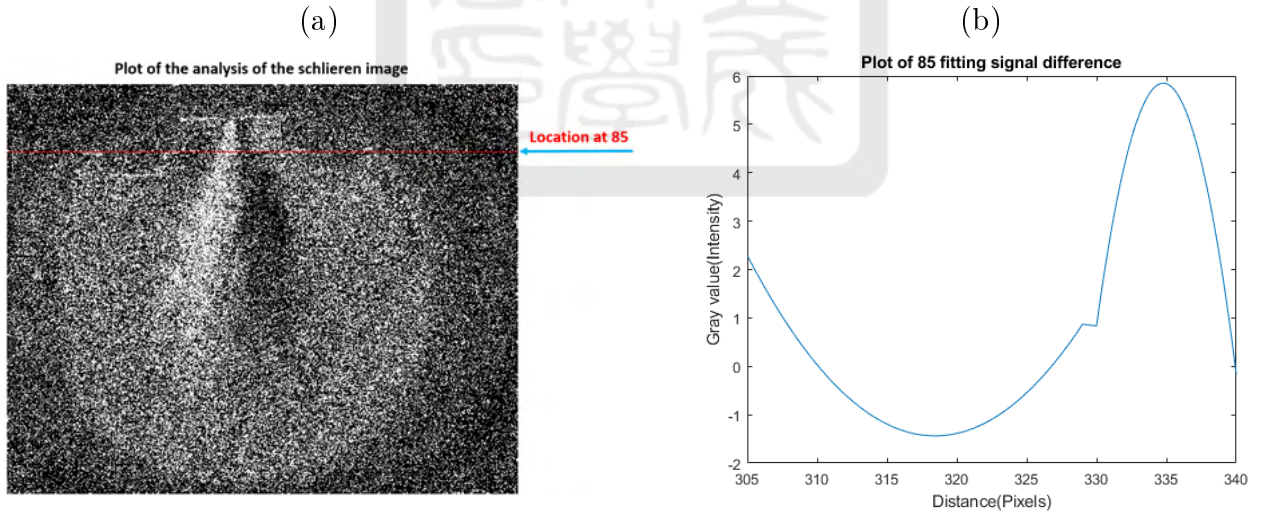 (a)
(b)
Plot of the analysis of the schlieren image
Location at 85
Plot of 85 fitting signal difference
Gray value(Intensity)
6
5
4
3
2
1
0
-1
-2
305 310 315 320 325 330 335 340
Distance(Pixels)